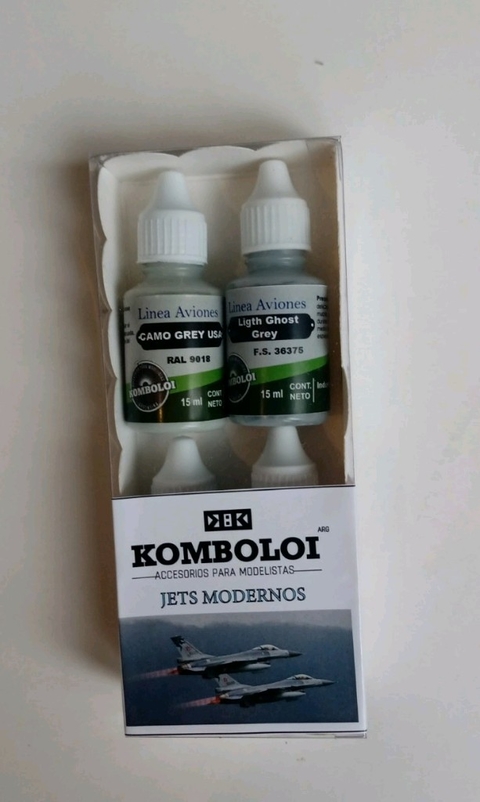 Linea Aviones
CAMO GREY USA
RAL 9018
KOMBOLOI
15 ml
CONT.
NETO
Linea Aviones
Ligth Ghost
Grey
F.S. 36375
KOMBOLOI
15 ml
CONT.
NETO
KBK
KOMBOLOI
ARG
ACCESORIOS PARA MODELISTAS
JETS MODERNOS